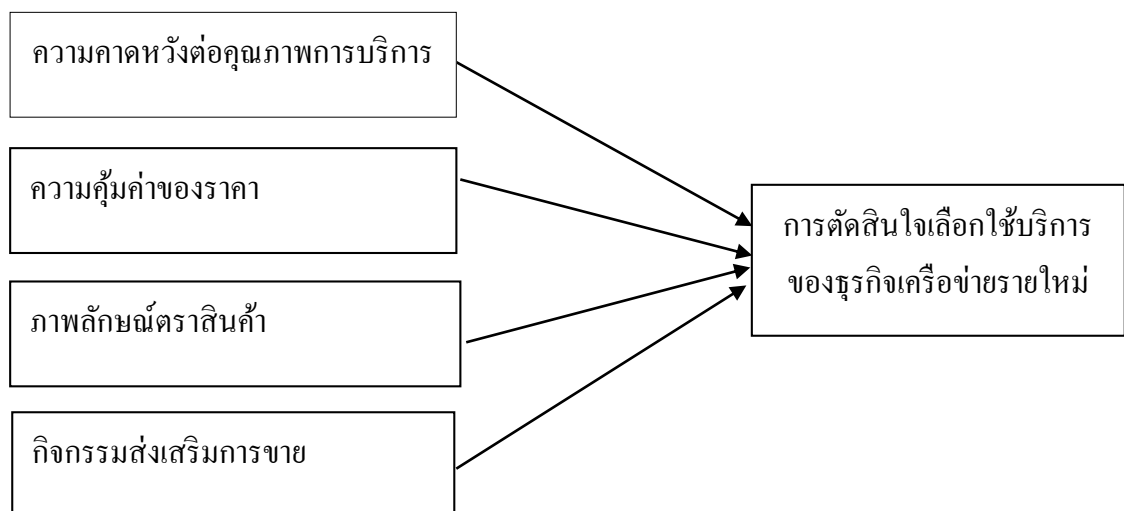 ความคาดหวังต่อคุณภาพการบริการ
ความคุ้มค่าของราคา
ภาพลักษณ์ตราสินค้า
กิจกรรมส่งเสริมการขาย
การตัดสินใจเลือกใช้บริการ
ของธุรกิจเครือข่ายรายใหม่